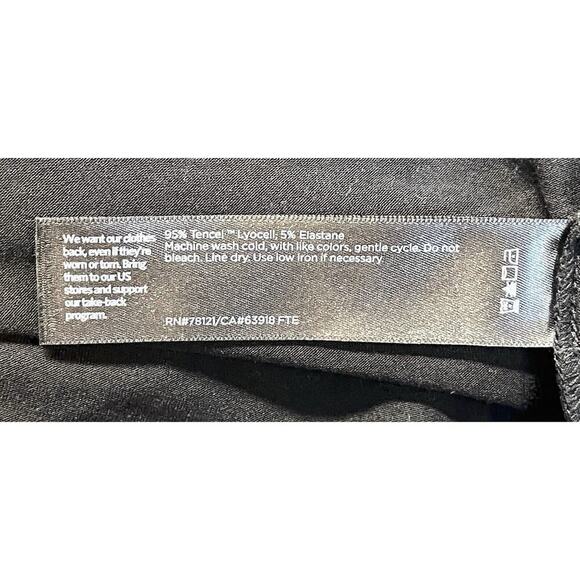 We want our clothes
back, even if they're
worn or torn. Bring
them to our US
stores and support
our take-back
program.
95% Tencel™ Lyocell, 5% Elastane
Machine wash cold, with like colors, gentle cycle. Do not
bleach. Line dry. Use low iron if necessary.
RN#78121/CA#63918 FTE